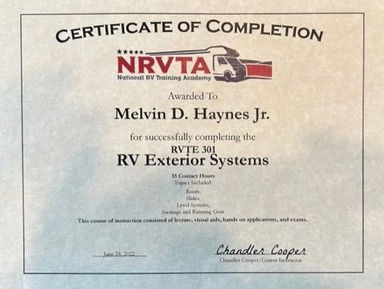 CERTIFICATE OF COMPLETION
NRVTA
National RV Training Academy
Awarded To
Melvin D. Haynes Jr.
for successfully completing the
RVTE 301
RV Exterior Systems
35 Contact Hours
Topics Included:
Roofs,
Slides,
Level Systems,
Awnings and Running Gear.
This course of instruction consisted of lecture, visual aids, hands on applications, and exams.
June 24, 2022
Chandler Cooper
Chandler Cooper/Course Instructor